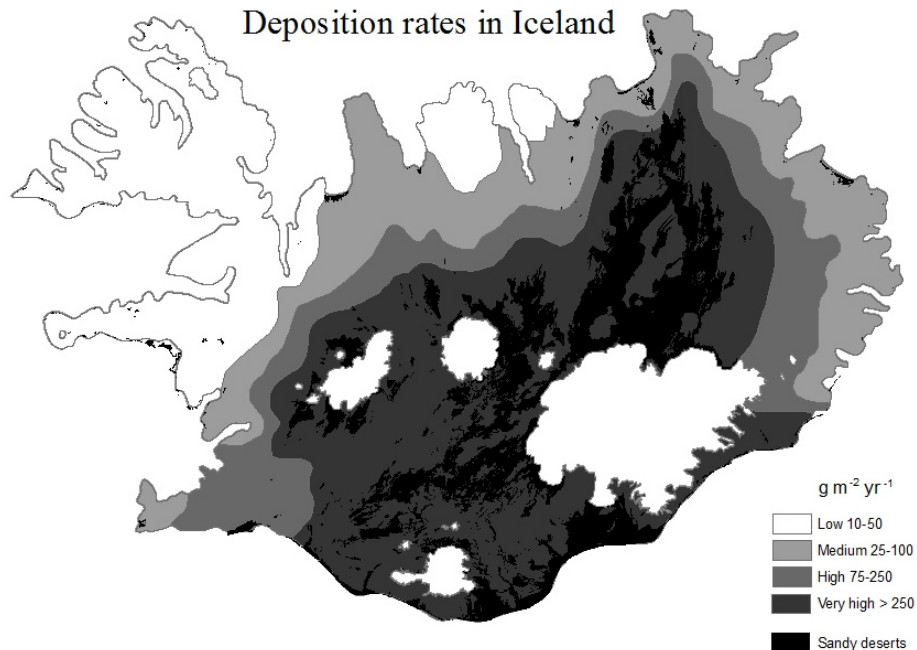 Deposition rates in Iceland
g m⁻² yr⁻¹
Low 10-50
Medium 25-100
High 75-250
Very high > 250
Sandy deserts